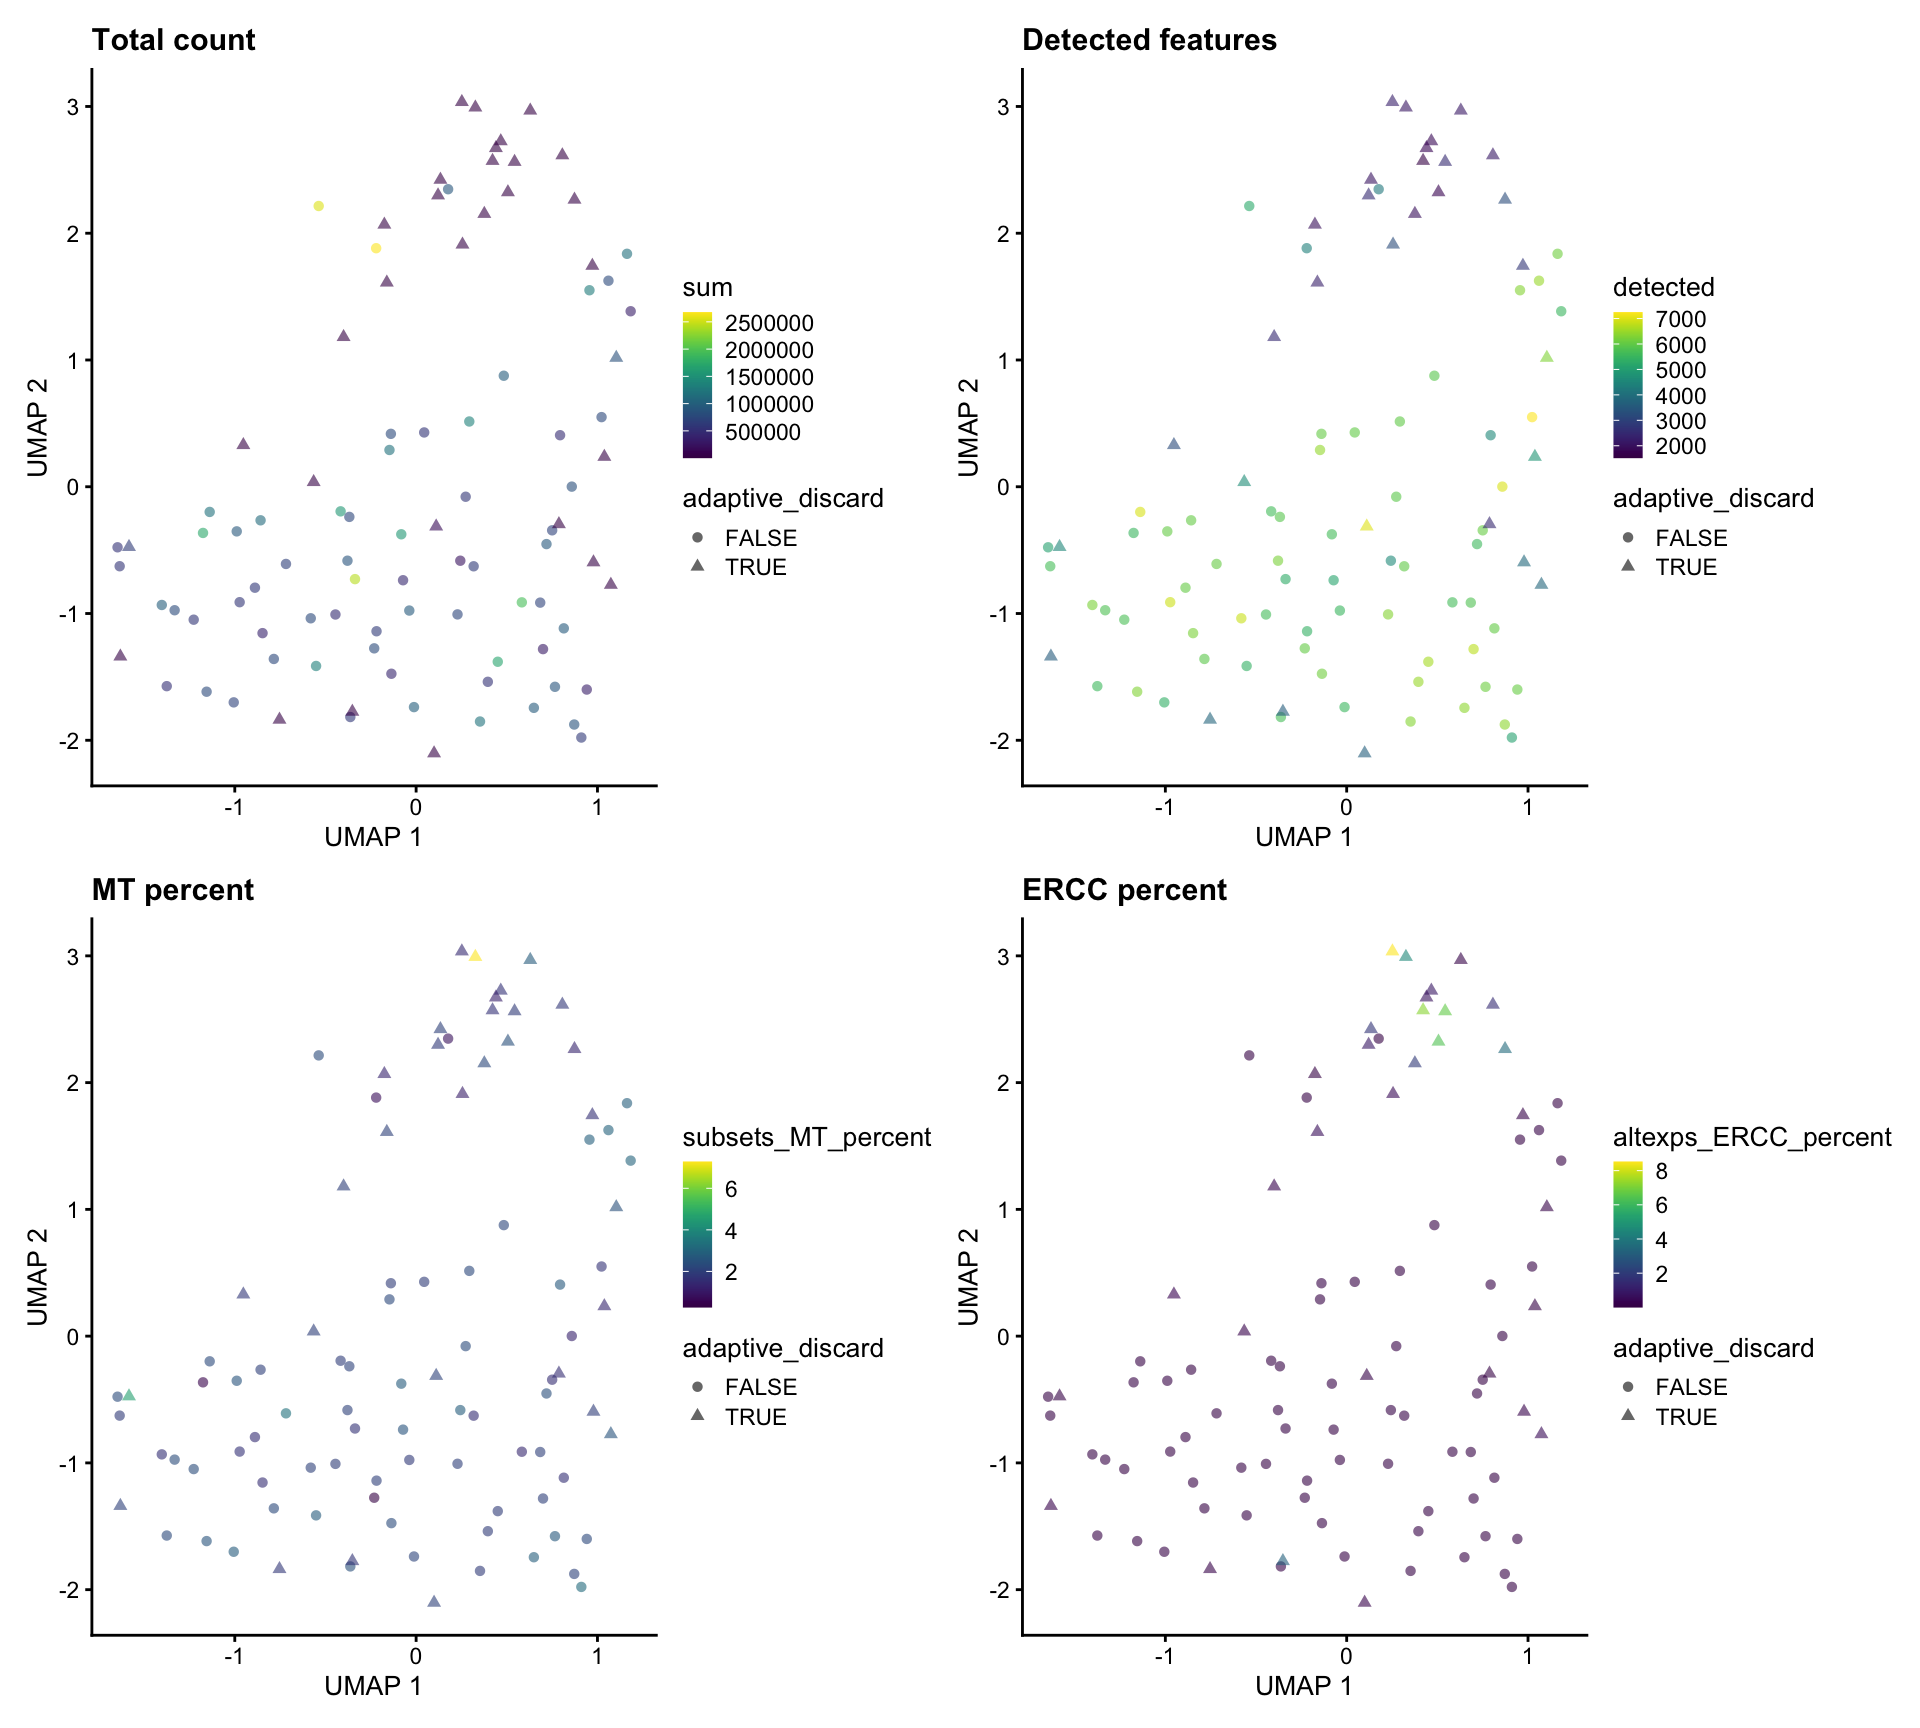 Total count
UMAP 2
3
2
1
0
-1
-2
-1
0
1
UMAP 1
sum
2500000
2000000
1500000
1000000
500000
adaptive_discard
FALSE
TRUE
Detected features
UMAP 2
3
2
1
0
-1
-2
-1
0
1
UMAP 1
detected
7000
6000
5000
4000
3000
2000
adaptive_discard
FALSE
TRUE
MT percent
UMAP 2
3
2
1
0
-1
-2
-1
0
1
UMAP 1
subsets_MT_percent
6
4
2
adaptive_discard
FALSE
TRUE
ERCC percent
UMAP 2
3
2
1
0
-1
-2
-1
0
1
UMAP 1
altexps_ERCC_percent
8
6
4
2
adaptive_discard
FALSE
TRUE